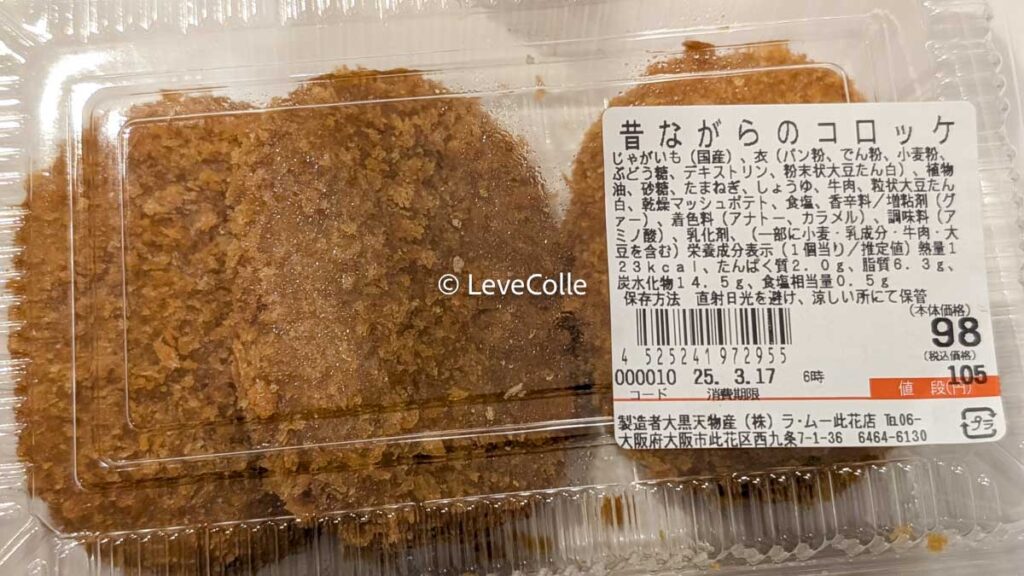 昔ながらのコロッケ
じゃがいも（国産）、衣（パン粉、でん粉、小麦粉、
ぶどう糖、デキストリン、粉末状大豆たん白）、植物
油、砂糖、たまねぎ、しょうゆ、牛肉、粒状大豆たん
白、乾燥マッシュポテト、食塩、香辛料／増粘剤（グ
ァー）、着色料（アナトー、カラメル）、調味料（ア
ミノ酸）、乳化剤、（一部に小麦・乳成分・牛肉・大
豆を含む）栄養成分表示（１個当り／推定値）熱量１
２３ｋｃａｌ、たんぱく質２．０ｇ、脂質６．３ｇ、
炭水化物１４．５ｇ、食塩相当量０．５ｇ
保存方法　直射日光を避け、涼しい所にて保管
(本体価格)
98
(税込価格)
105
4 525241 972955
000010 25. 3.17 6時
コード 消費期限
値 段(円)
製造者大黒天物産（株）ラ・ムー此花店 ℡06-
大阪府大阪市此花区西九条7-1-36 6464-6130
プラ
© LeveColle